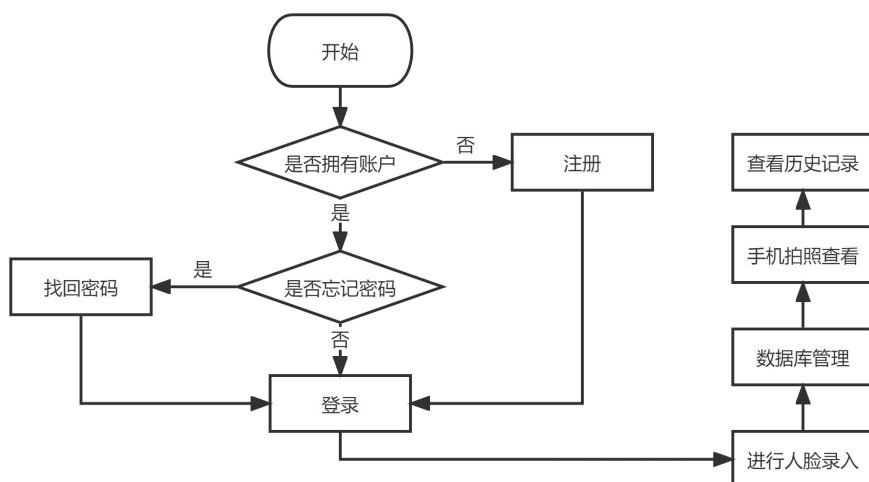 开始
是否拥有账户
否
注册
是
是否忘记密码
是
找回密码
否
登录
进行人脸录入
数据库管理
手机拍照查看
查看历史记录